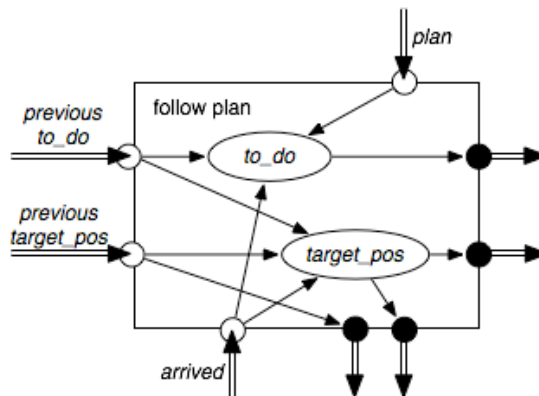 plan
follow plan
previous
to_do
to_do
previous
target_pos
target_pos
arrived